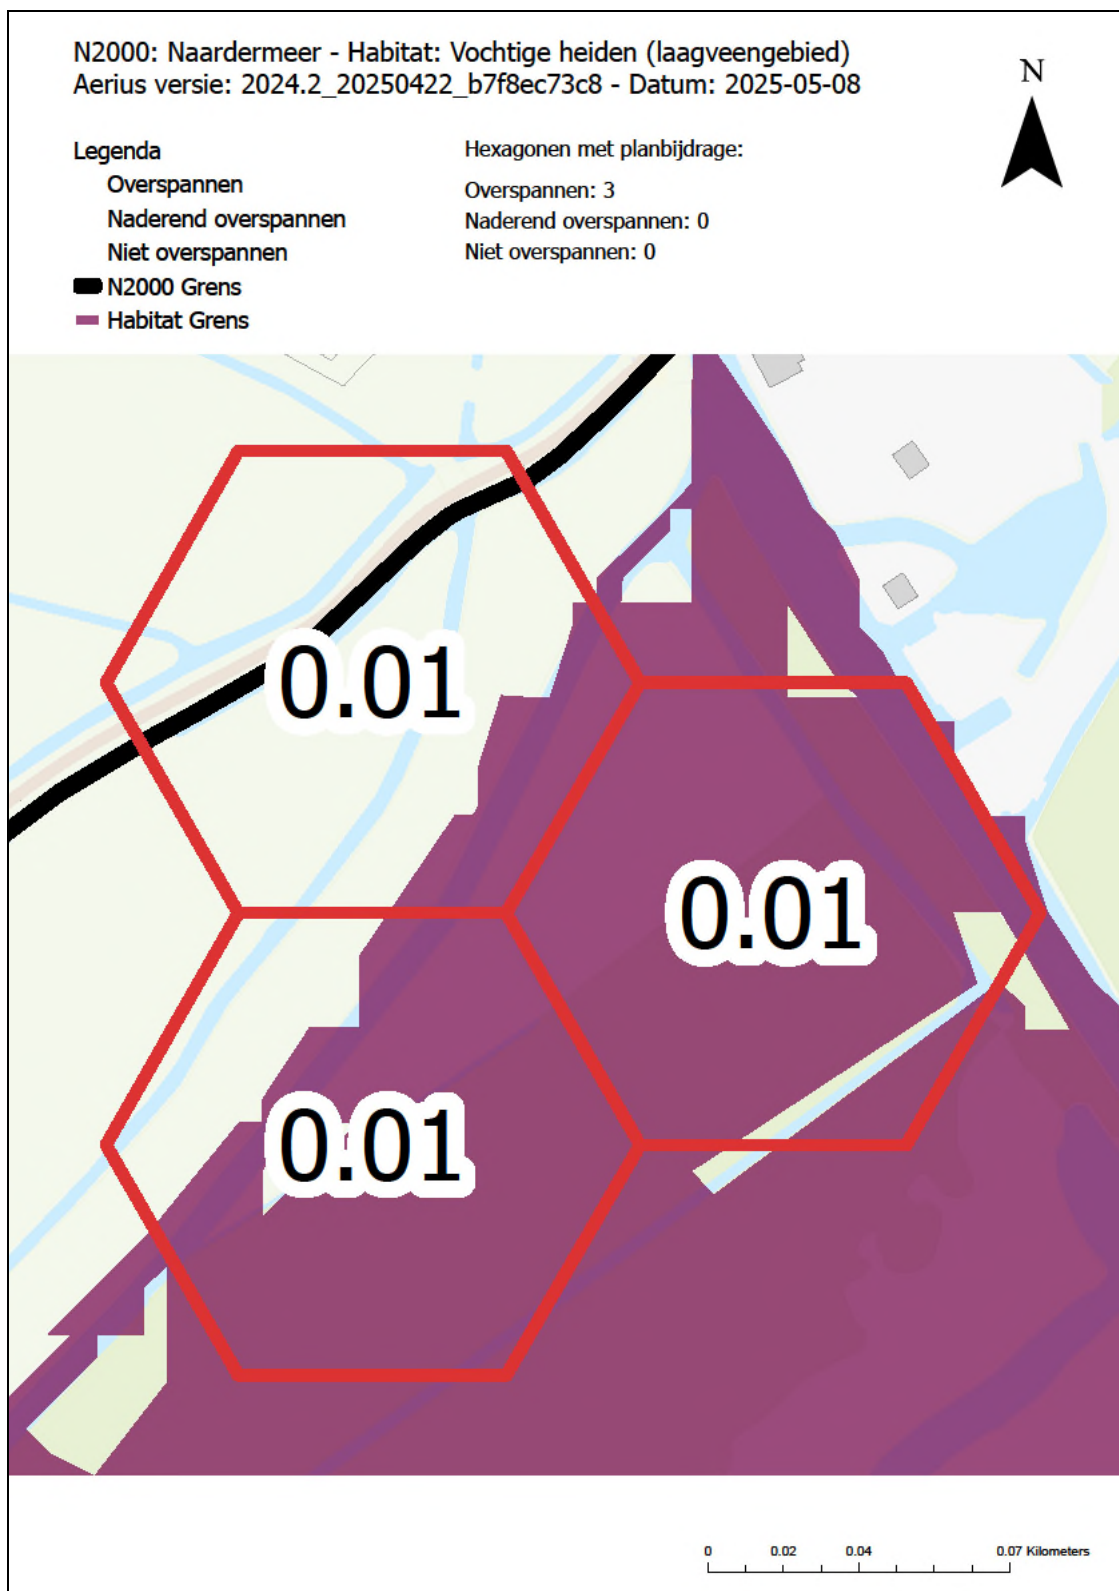 N2000: Naardermeer - Habitat: Vochtige heiden (laagveengebied)
Aerius versie: 2024.2_20250422_b7f8ec73c8 - Datum: 2025-05-08
N
Legenda
Overspannen
Naderend overspannen
Niet overspannen
N2000 Grens
Habitat Grens
Hexagonen met planbijdrage:
Overspannen: 3
Naderend overspannen: 0
Niet overspannen: 0
0.01
0.01
0.01
0 0.02 0.04 0.07 Kilometers